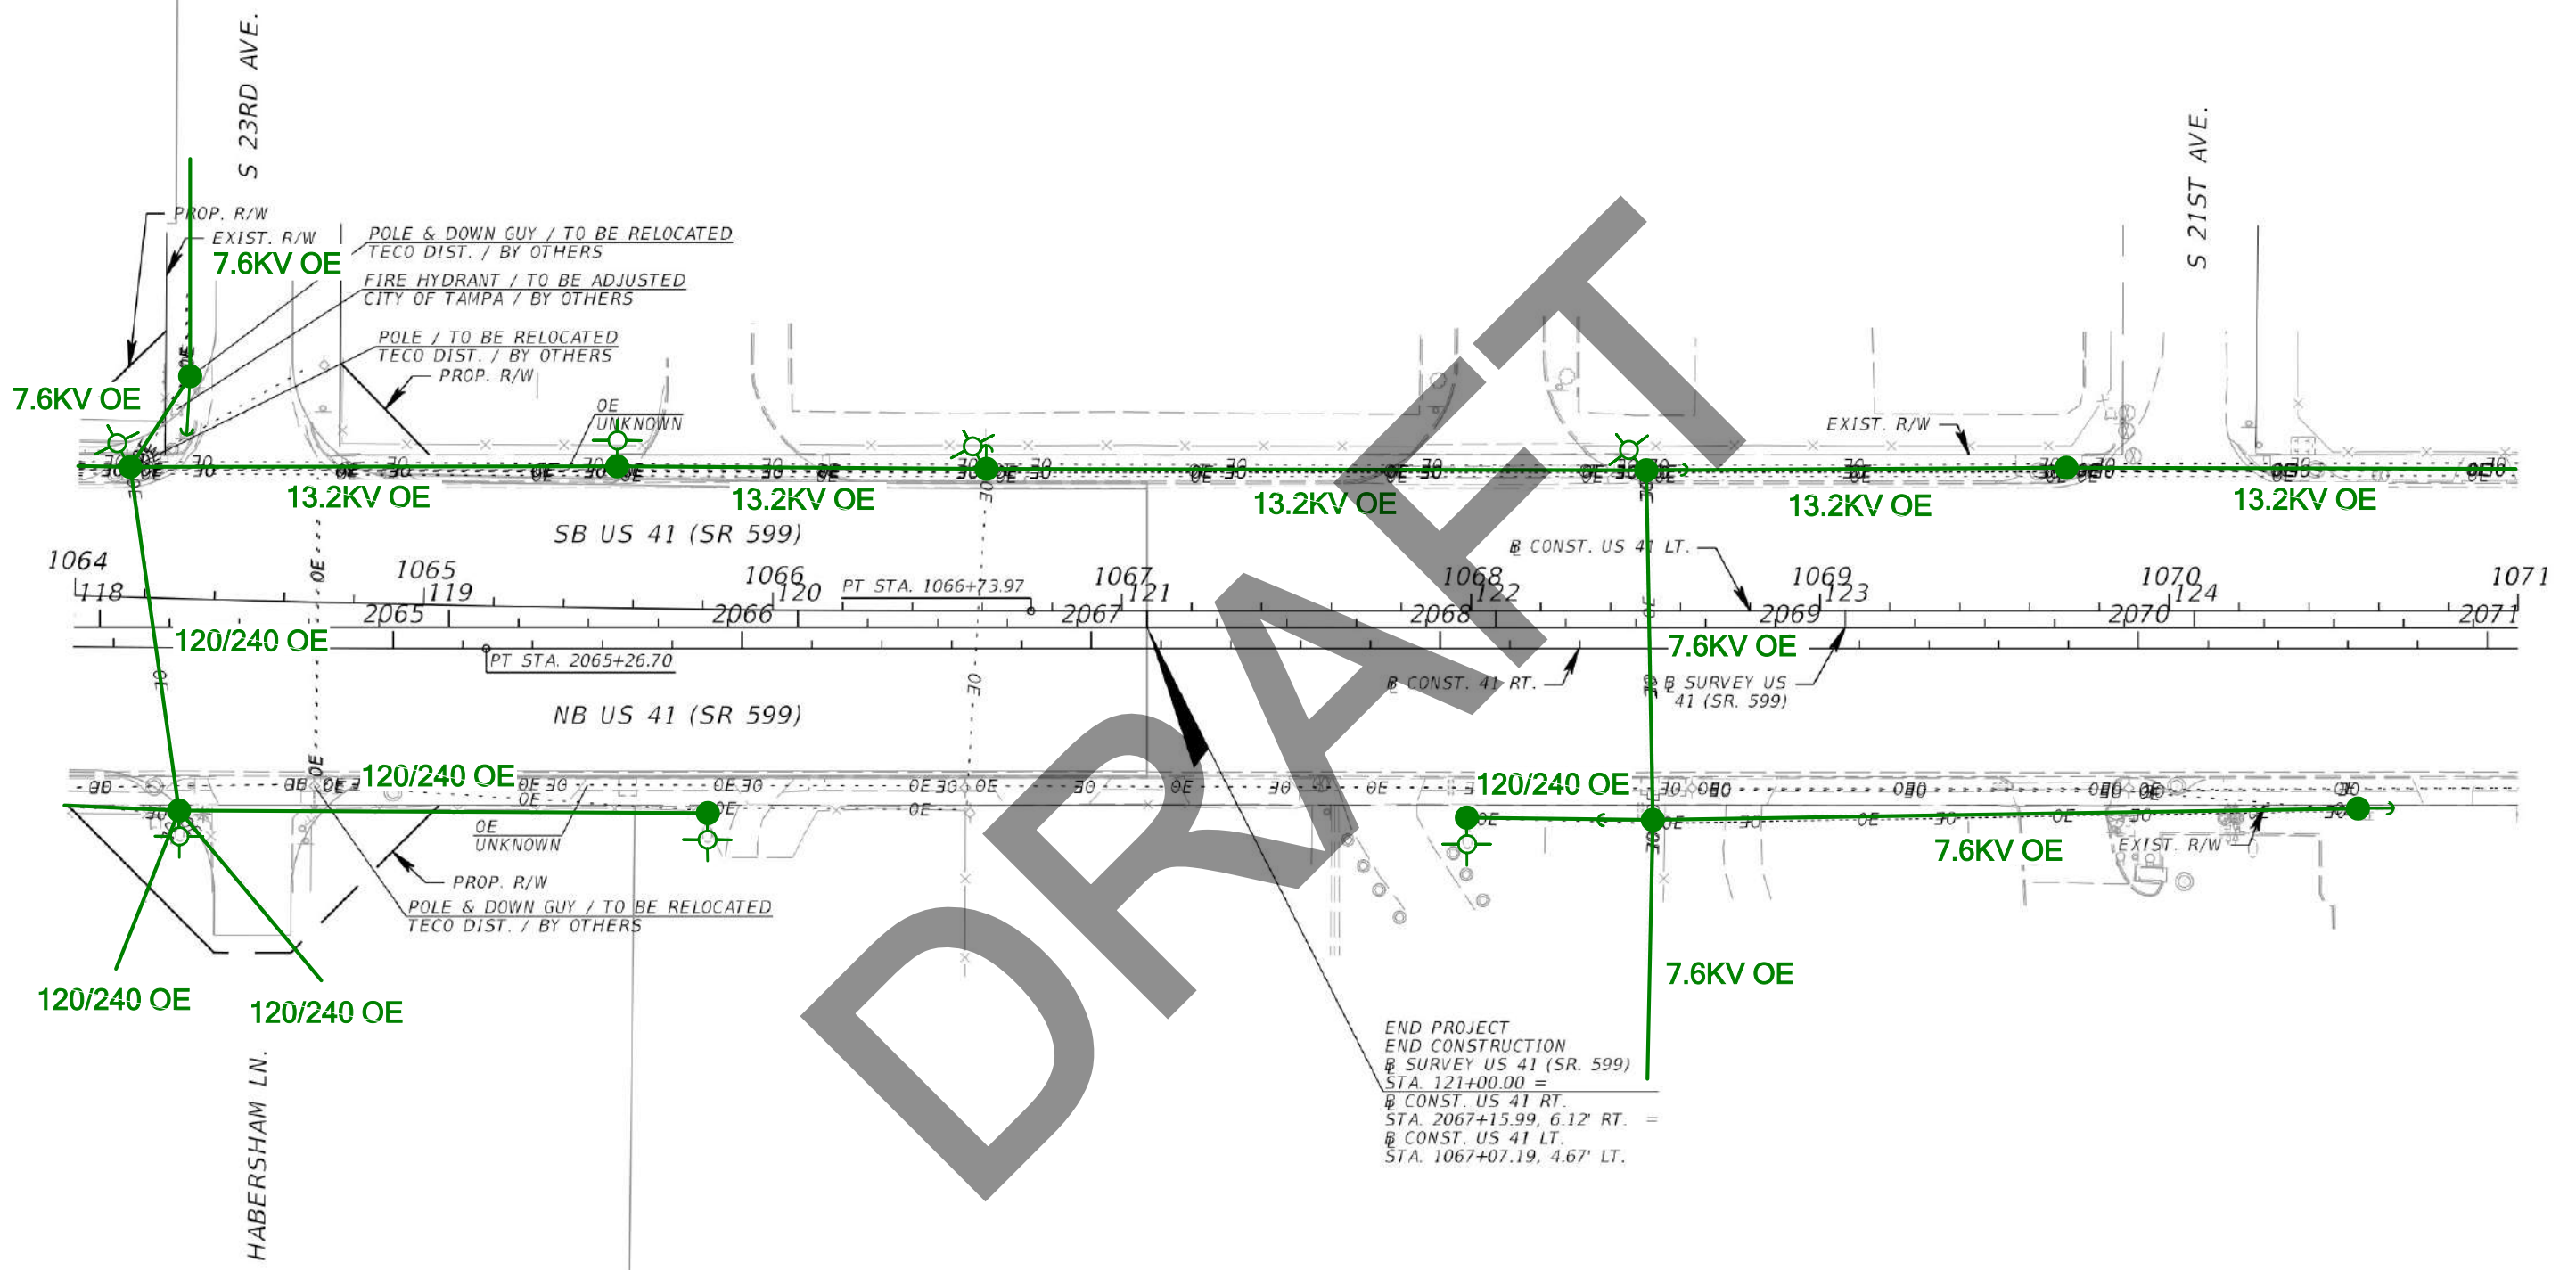 S 23RD AVE.
S 21ST AVE.
PROP. R/W
EXIST. R/W
7.6KV OE
POLE & DOWN GUY / TO BE RELOCATED
TECO DIST. / BY OTHERS
FIRE HYDRANT / TO BE ADJUSTED
CITY OF TAMPA / BY OTHERS
POLE / TO BE RELOCATED
TECO DIST. / BY OTHERS
PROP. R/W
7.6KV OE
OE
UNKNOWN
EXIST. R/W
13.2KV OE
13.2KV OE
13.2KV OE
13.2KV OE
13.2KV OE
SB US 41 (SR 599)
℄ CONST. US 41 LT.
1064
1065
1066
1067
1068
1069
1070
1071
PT STA. 1066+73.97
118
119
120
121
122
123
124
2065
2066
2067
2068
2069
2070
2071
120/240 OE
7.6KV OE
PT STA. 2065+26.70
℄ CONST. 41 RT.
℄ SURVEY US
41 (SR. 599)
NB US 41 (SR 599)
120/240 OE
120/240 OE
OE
UNKNOWN
7.6KV OE
EXIST. R/W
PROP. R/W
POLE & DOWN GUY / TO BE RELOCATED
TECO DIST. / BY OTHERS
7.6KV OE
120/240 OE
120/240 OE
HABERSHAM LN.
END PROJECT
END CONSTRUCTION
℄ SURVEY US 41 (SR. 599)
STA. 121+00.00 =
℄ CONST. US 41 RT.
STA. 2067+15.99, 6.12' RT. =
℄ CONST. US 41 LT.
STA. 1067+07.19, 4.67' LT.
DRAFT